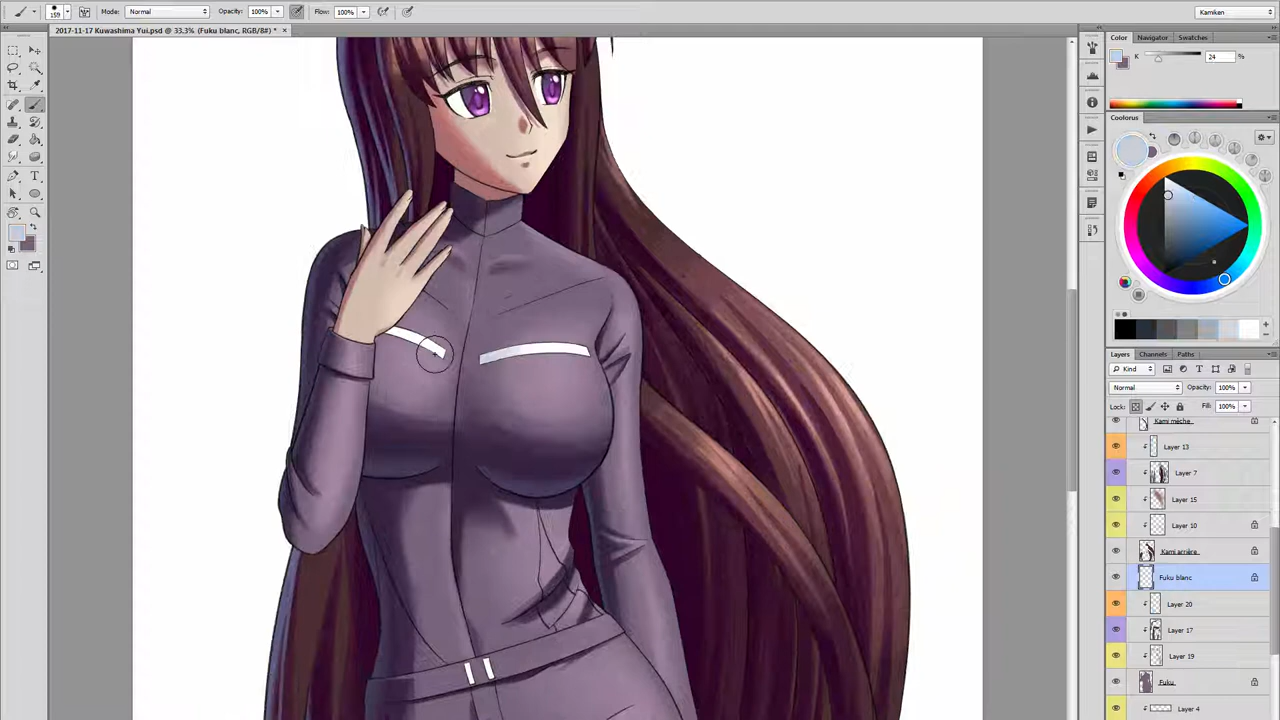 159
Mode: Normal
Opacity: 100%
Flow: 100%
Kamiken
2017-11-17 Kuwashima Yui.psd @ 33,3% (Fuku blanc, RGB/8#) *
Color Navigator Swatches
K 24 %
Coolorus
Layers Channels Paths
Kind
Normal Opacity: 100%
Lock: Fill: 100%
Kami mèche
Layer 13
Layer 7
Layer 15
Layer 10
Kami arrière
Fuku blanc
Layer 20
Layer 17
Layer 19
Fuku
Layer 4